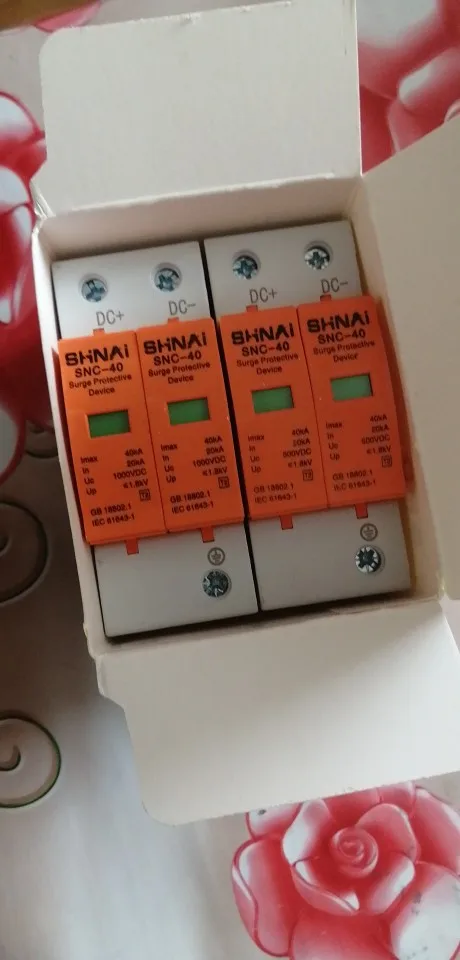 DC+
DC-
SHNAi
SNC-40
Surge Protective
Device
Imax 40kA
In 20kA
Uc 1000VDC
Up ≤1.8kV
T2
GB 18802.1
IEC 61643-1
SHNAi
SNC-40
Surge Protective
Device
Imax 40kA
In 20kA
Uc 1000VDC
Up ≤1.8kV
T2
GB 18802.1
IEC 61643-1
DC+
DC-
SHNAi
SNC-40
Surge Protective
Device
Imax 40kA
In 20kA
Uc 500VDC
Up ≤1.8kV
T2
GB 18802.1
IEC 61643-1
SHNAi
SNC-40
Surge Protective
Device
Imax 40kA
In 20kA
Uc 500VDC
Up ≤1.8kV
T2
GB 18802.1
IEC 61643-1